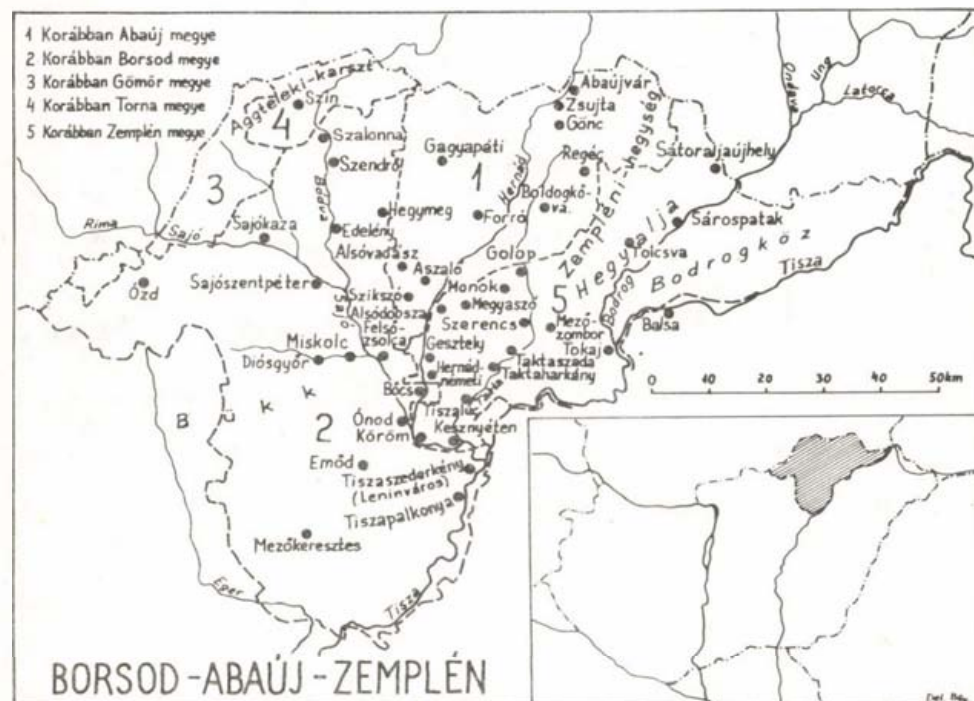 1 Korábban Abaúj megye
2 Korábban Borsod megye
3 Korábban Gömör megye
4 Korábban Torna megye
5 Korábban Zemplén megye
Aggteleki-karszt
Szin
4
Szalonna
Szendrő
3
Bódva
Gagyapáti
1
Hernád
Abaújvár
Zsujta
Gönc
Regéc
Boldogkő-
va.
Zempléni-hegység
Ondava
Ung
Latorca
Sátoraljaújhely
Rima
Sajó
Sajókaza
Hegymeg
Edelény
Forró
Alsóvadász
Aszaló
Golop
5
Hegyalja
Tolcsva
Sárospatak
Bodrogköz
Bodrog
Tisza
Ózd
Sajószentpéter
Sajó
Szikszó
Monok
Alsódobsza
Megyaszó
Felső-
zsolca
Szerencs
Mező-
zombor
Balsa
Miskolc
Gesztely
Tokaj
Diósgyőr
Hernád-
németi
Taktaszada
Taktaharkány
0 10 20 30 40 50km
Bükk
2
Bőcs
Tiszalúc
Takta
Ónod
Kesznyéten
Köröm
Emőd
Tiszaszederkény
(Leninváros)
Tiszapalkonya
Mezőkeresztes
Eger
Tisza
BORSOD-ABAÚJ-ZEMPLÉN